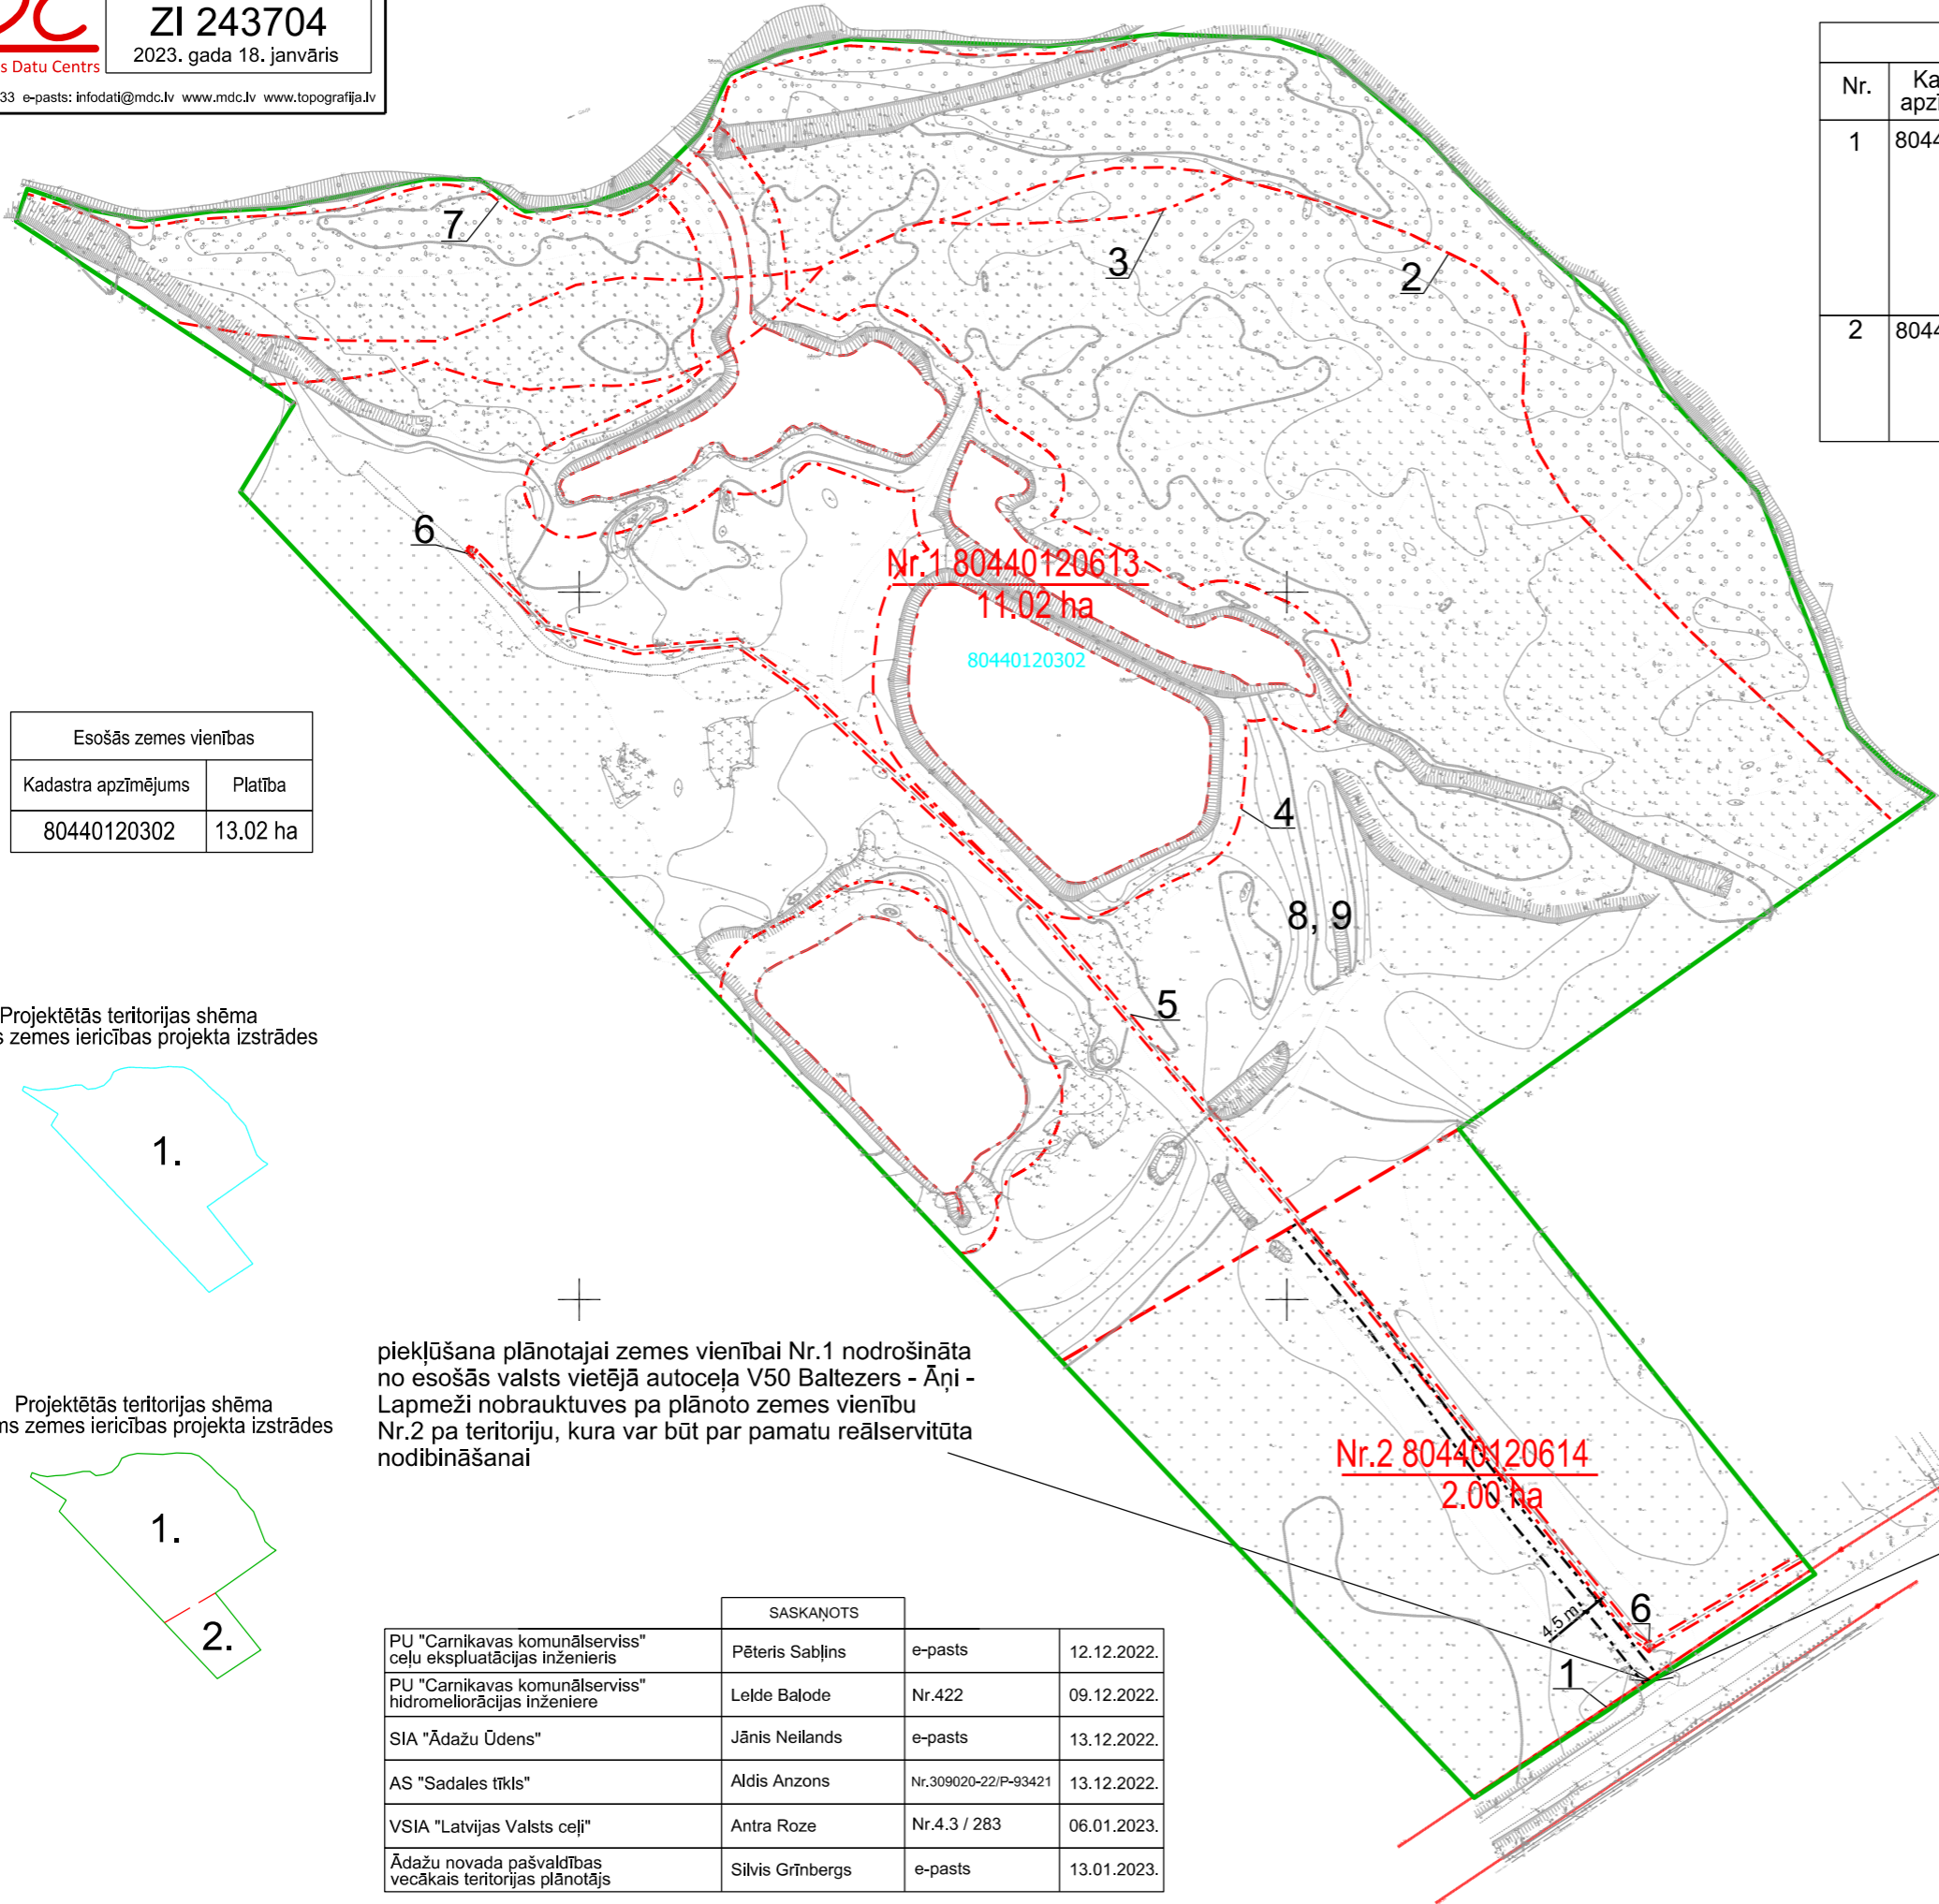 ZI 243704
2023. gada 18. janvāris
s Datu Centrs
33 e-pasts: infodati@mdc.lv www.mdc.lv www.topografija.lv
Nr.
1 8044
2 8044
7
3
2
6
Nr.1 80440120613
11.02 ha
80440120302
Esošās zemes vienības
Kadastra apzīmējums Platība
80440120302 13.02 ha
4
8, 9
5
Projektētās teritorijas shēma
s zemes ierīcības projekta izstrādes
1.
piekļūšana plānotajai zemes vienībai Nr.1 nodrošināta
no esošās valsts vietējā autoceļa V50 Baltezers - Āņi -
Lapmeži nobrauktuves pa plānoto zemes vienību
Nr.2 pa teritoriju, kura var būt par pamatu reālservitūta
nodibināšanai
Projektētās teritorijas shēma
ms zemes ierīcības projekta izstrādes
1.
2.
Nr.2 80440120614
2.00 ha
4.5 m
6
1
SASKAŅOTS
PU "Carnikavas komunālserviss"
ceļu ekspluatācijas inženieris Pēteris Sabļins e-pasts 12.12.2022.
PU "Carnikavas komunālserviss"
hidromeliorācijas inženiere Lelde Balode Nr.422 09.12.2022.
SIA "Ādažu Ūdens" Jānis Neilands e-pasts 13.12.2022.
AS "Sadales tīkls" Aldis Anzons Nr.309020-22/P-93421 13.12.2022.
VSIA "Latvijas Valsts ceļi" Antra Roze Nr.4.3 / 283 06.01.2023.
Ādažu novada pašvaldības
vecākais teritorijas plānotājs Silvis Grīnbergs e-pasts 13.01.2023.